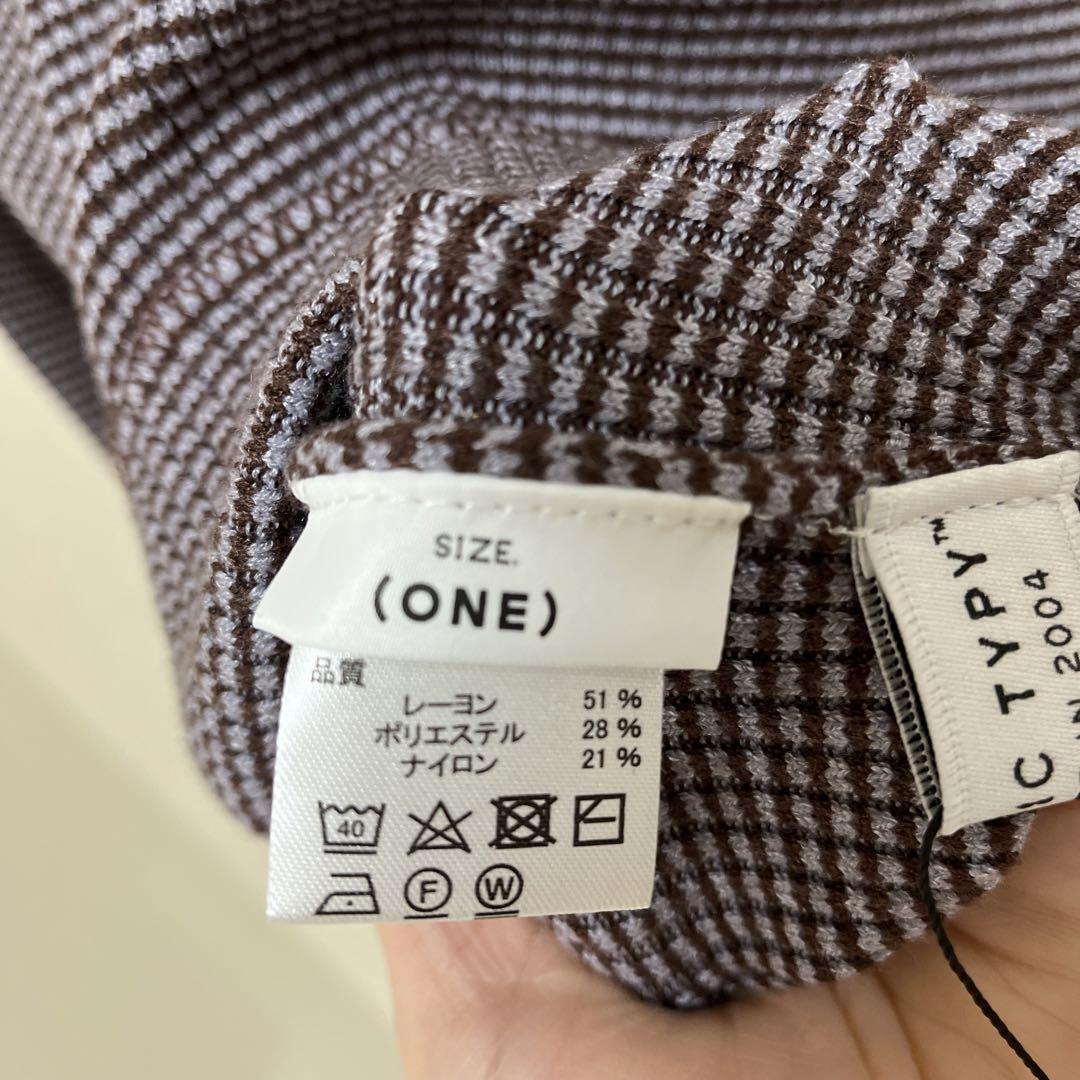 SIZE.
(ONE)
品質
レーヨン 51 %
ポリエステル 28 %
ナイロン 21 %
40
F W
TYPY™
2004